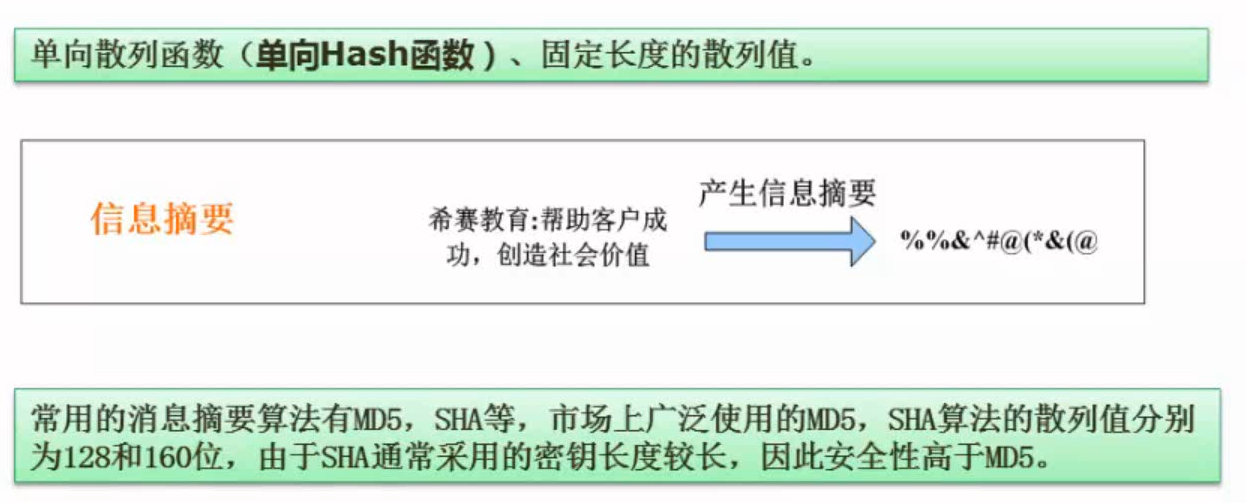 单向散列函数（单向Hash函数）、固定长度的散列值。
信息摘要
希赛教育:帮助客户成
功，创造社会价值
产生信息摘要
%%&^#@(*&(@
常用的消息摘要算法有MD5，SHA等，市场上广泛使用的MD5，SHA算法的散列值分别
为128和160位，由于SHA通常采用的密钥长度较长，因此安全性高于MD5。